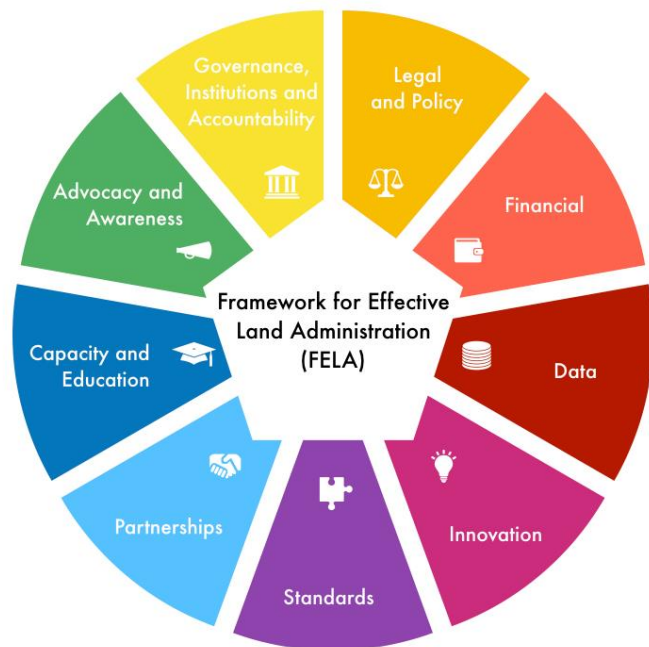 Governance,
Institutions and
Accountability
Legal
and Policy
Financial
Data
Innovation
Standards
Partnerships
Capacity and
Education
Advocacy and
Awareness
Framework for Effective
Land Administration
(FELA)